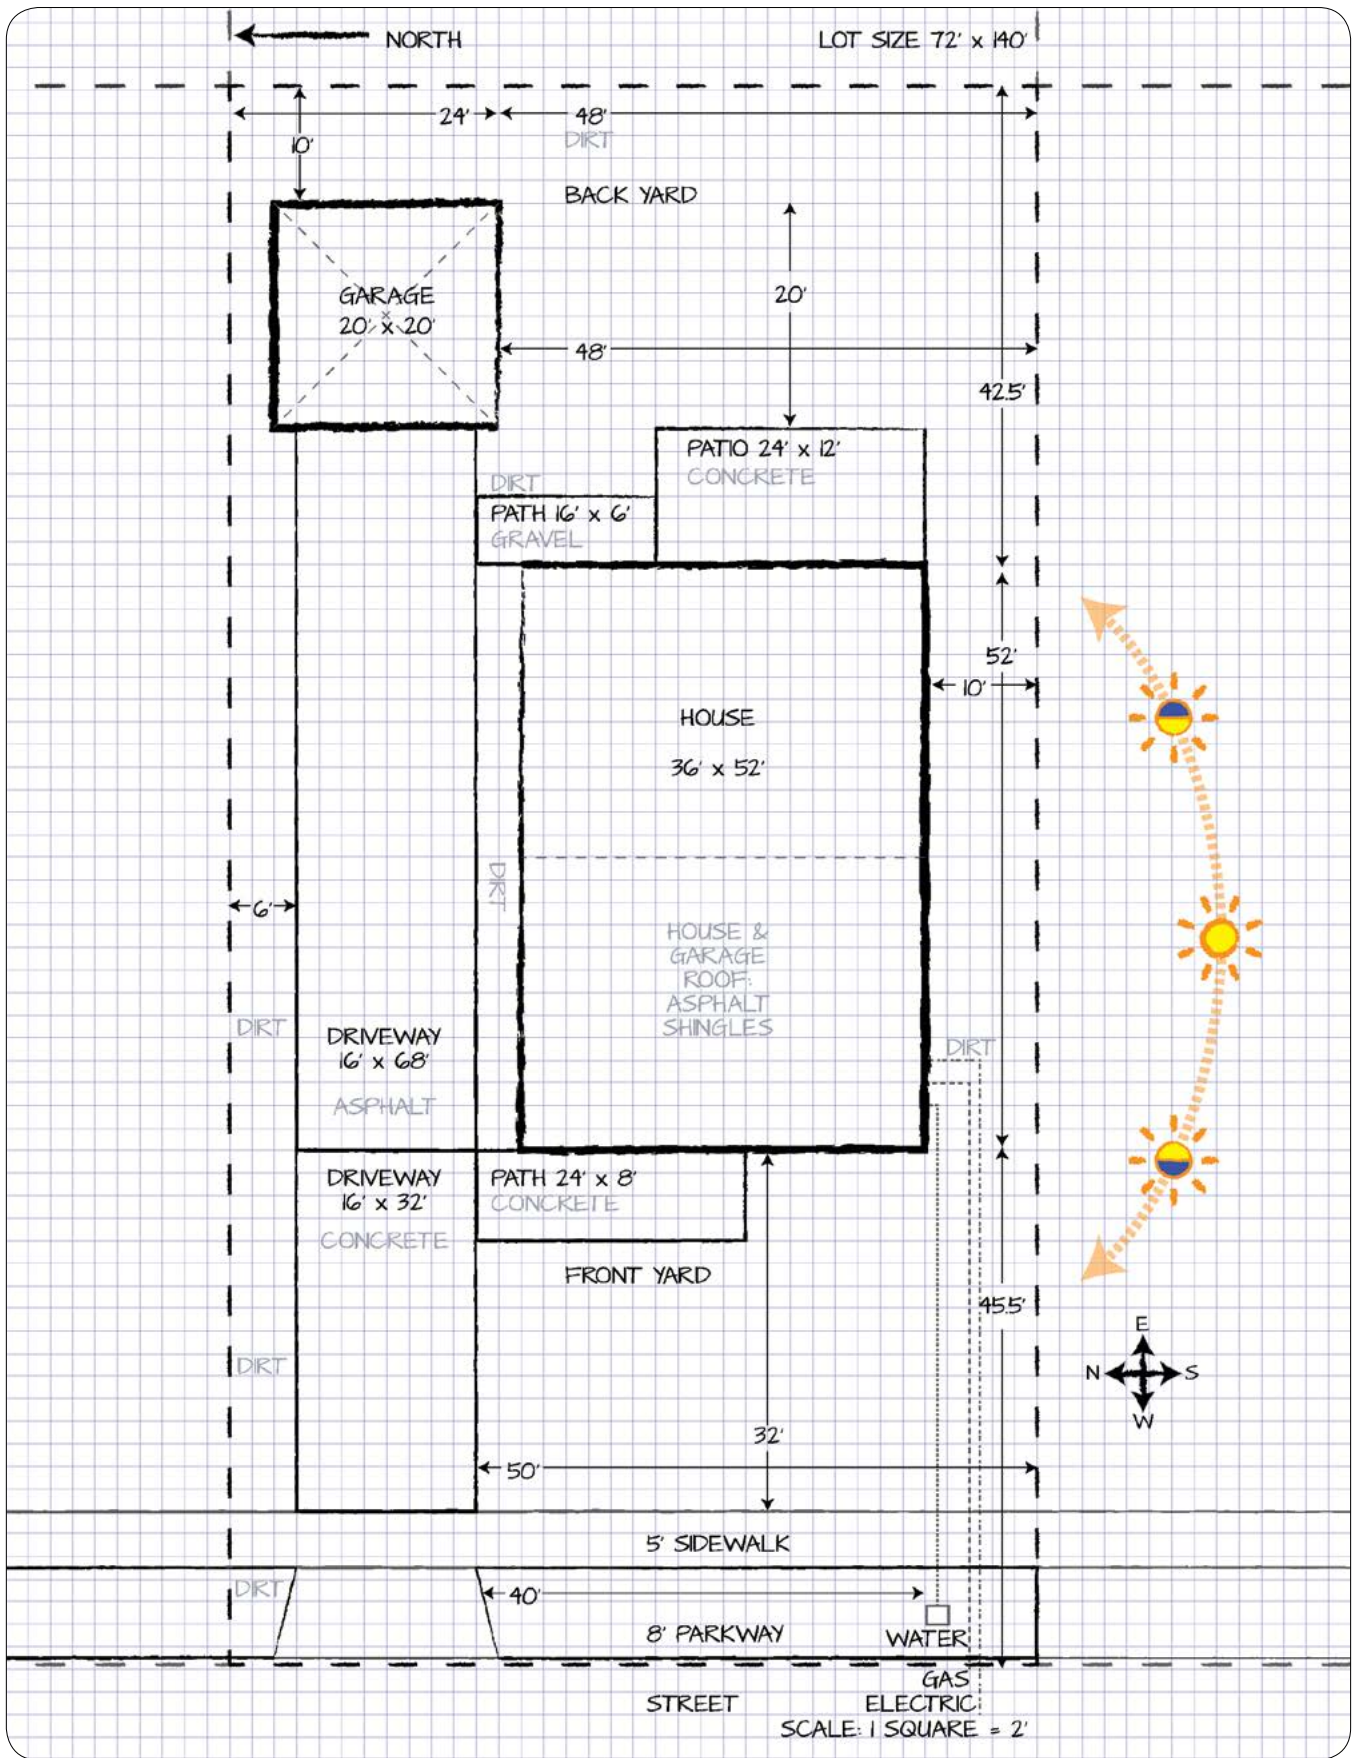 NORTH
LOT SIZE 72' x 140'
24'
48'
10'
DIRT
BACK YARD
GARAGE
20' x 20'
20'
48'
42.5'
PATIO 24' x 12'
CONCRETE
DIRT
PATH 16' x 6'
GRAVEL
52'
10'
HOUSE
36' x 52'
DIRT
6'
HOUSE &
GARAGE
ROOF:
ASPHALT
SHINGLES
DIRT
DRIVEWAY
16' x 68'
ASPHALT
DIRT
DRIVEWAY
16' x 32'
CONCRETE
PATH 24' x 8'
CONCRETE
FRONT YARD
45.5'
E
N
S
W
DIRT
32'
50'
5' SIDEWALK
DIRT
40'
8' PARKWAY
WATER
GAS
STREET
ELECTRIC
SCALE: 1 SQUARE = 2'